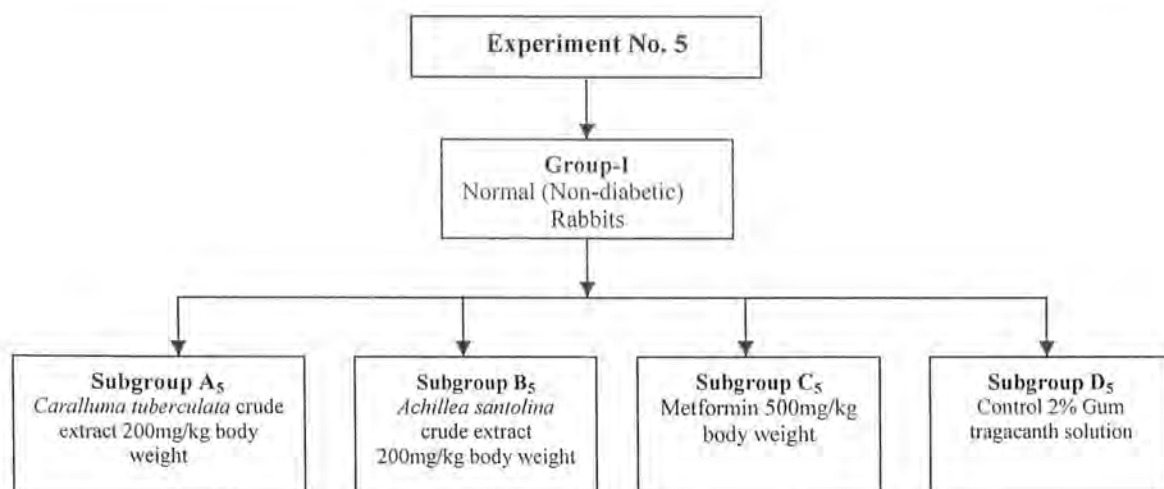 Experiment No. 5
Group-I
Normal (Non-diabetic)
Rabbits
Subgroup A₅
Caralluma tuberculata crude
extract 200mg/kg body
weight
Subgroup B₅
Achillea santolina
crude extract
200mg/kg body weight
Subgroup C₅
Metformin 500mg/kg
body weight
Subgroup D₅
Control 2% Gum
tragacanth solution